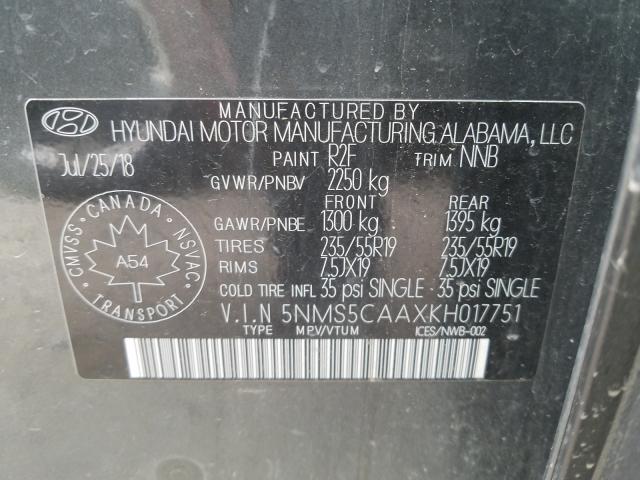 MANUFACTURED BY
HYUNDAI MOTOR MANUFACTURING ALABAMA, LLC
Jul/25/18
PAINT R2F TRIM NNB
GVWR/PNBV 2250 kg
FRONT REAR
GAWR/PNBE 1300 kg 1395 kg
TIRES 235/55R19 235/55R19
RIMS 7.5JX19 7.5JX19
COLD TIRE INFL 35 psi SINGLE · 35 psi SINGLE
V.I.N 5NMS5CAAXKH017751
TYPE MPV/VTUM ICES/NWB-002
CANADA
CMVSS · NSVAC
A54
TRANSPORT